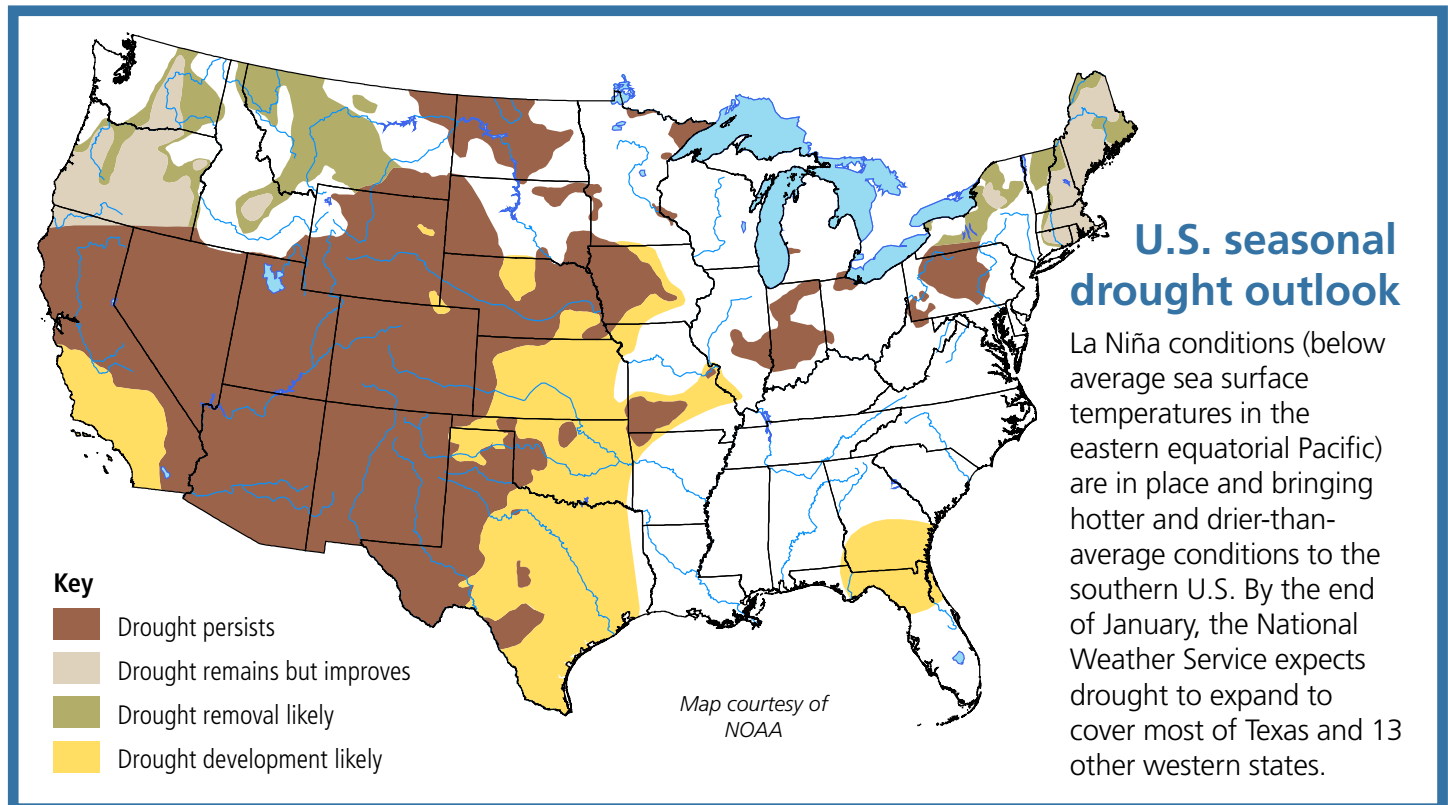 U.S. seasonal
drought outlook
La Niña conditions (below
average sea surface
temperatures in the
eastern equatorial Pacific)
are in place and bringing
hotter and drier-than-
average conditions to the
southern U.S. By the end
of January, the National
Weather Service expects
drought to expand to
cover most of Texas and 13
other western states.
Key
Drought persists
Drought remains but improves
Drought removal likely
Drought development likely
Map courtesy of
NOAA